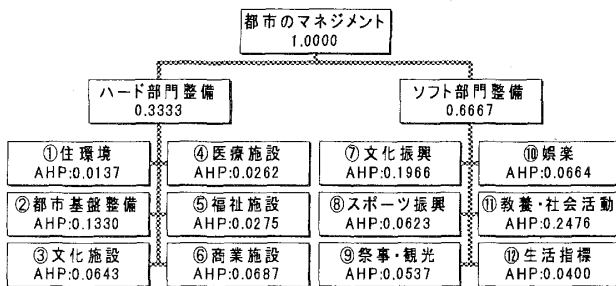 都市のマネジメント
1.0000
ハード部門整備
0.3333
ソフト部門整備
0.6667
①住環境
AHP:0.0137
④医療施設
AHP:0.0262
⑦文化振興
AHP:0.1966
⑩娯楽
AHP:0.0664
②都市基盤整備
AHP:0.1330
⑤福祉施設
AHP:0.0275
⑧スポーツ振興
AHP:0.0623
⑪教養・社会活動
AHP:0.2476
③文化施設
AHP:0.0643
⑥商業施設
AHP:0.0687
⑨祭事・観光
AHP:0.0537
⑫生活指標
AHP:0.0400